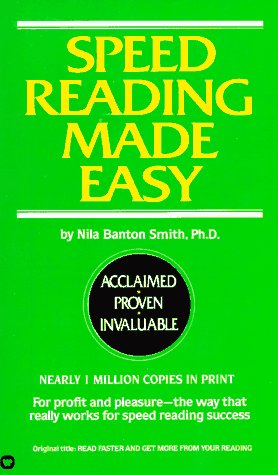 SPEED
READING
MADE
EASY
by Nila Banton Smith, Ph.D.
ACCLAIMED
•
PROVEN
•
INVALUABLE
NEARLY 1 MILLION COPIES IN PRINT
For profit and pleasure—the way that
really works for speed reading success
Original title: READ FASTER AND GET MORE FROM YOUR READING